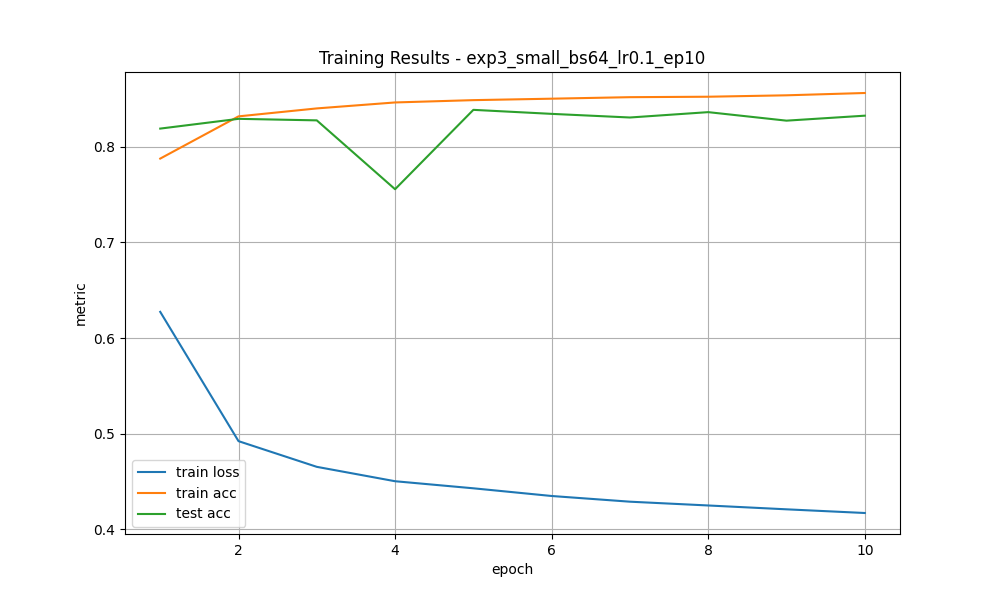 Training Results - exp3_small_bs64_lr0.1_ep10
metric
0.8
0.7
0.6
0.5
0.4
train loss
train acc
test acc
2
4
6
8
10
epoch